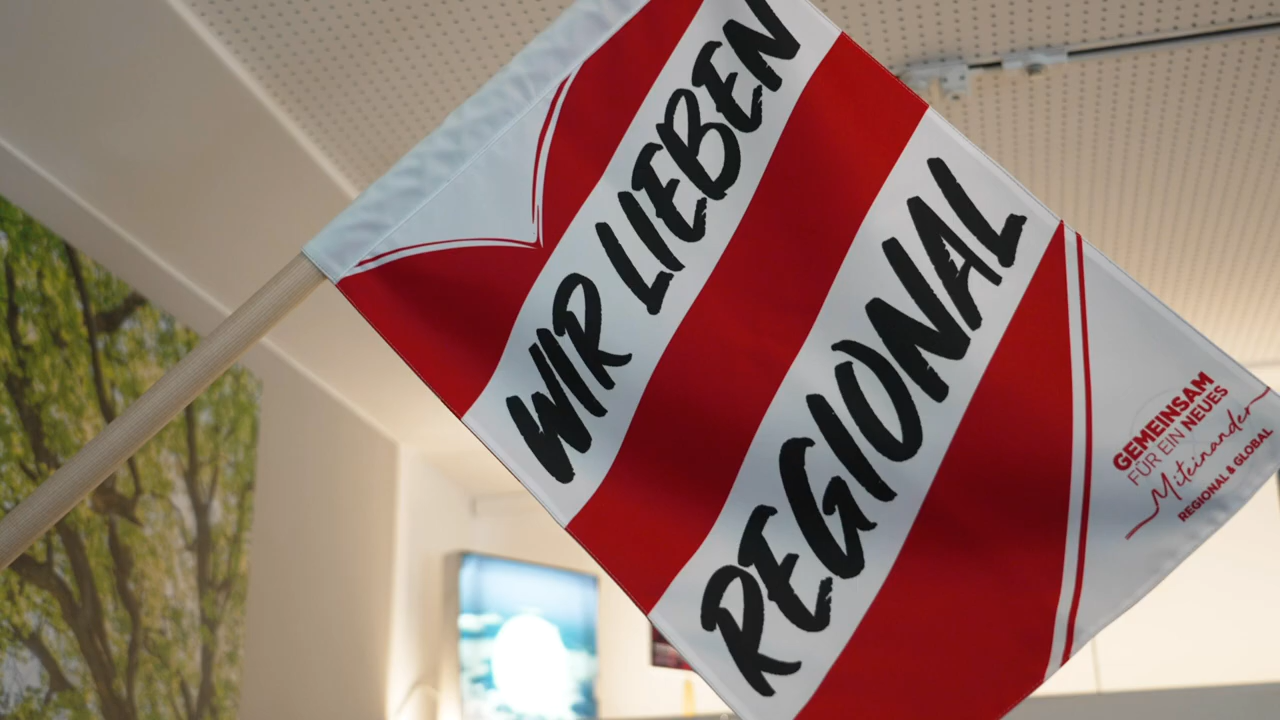 WIR LIEBEN
REGIONAL
GEMEINSAM
FÜR EIN NEUES
Miteinander
REGIONAL & GLOBAL